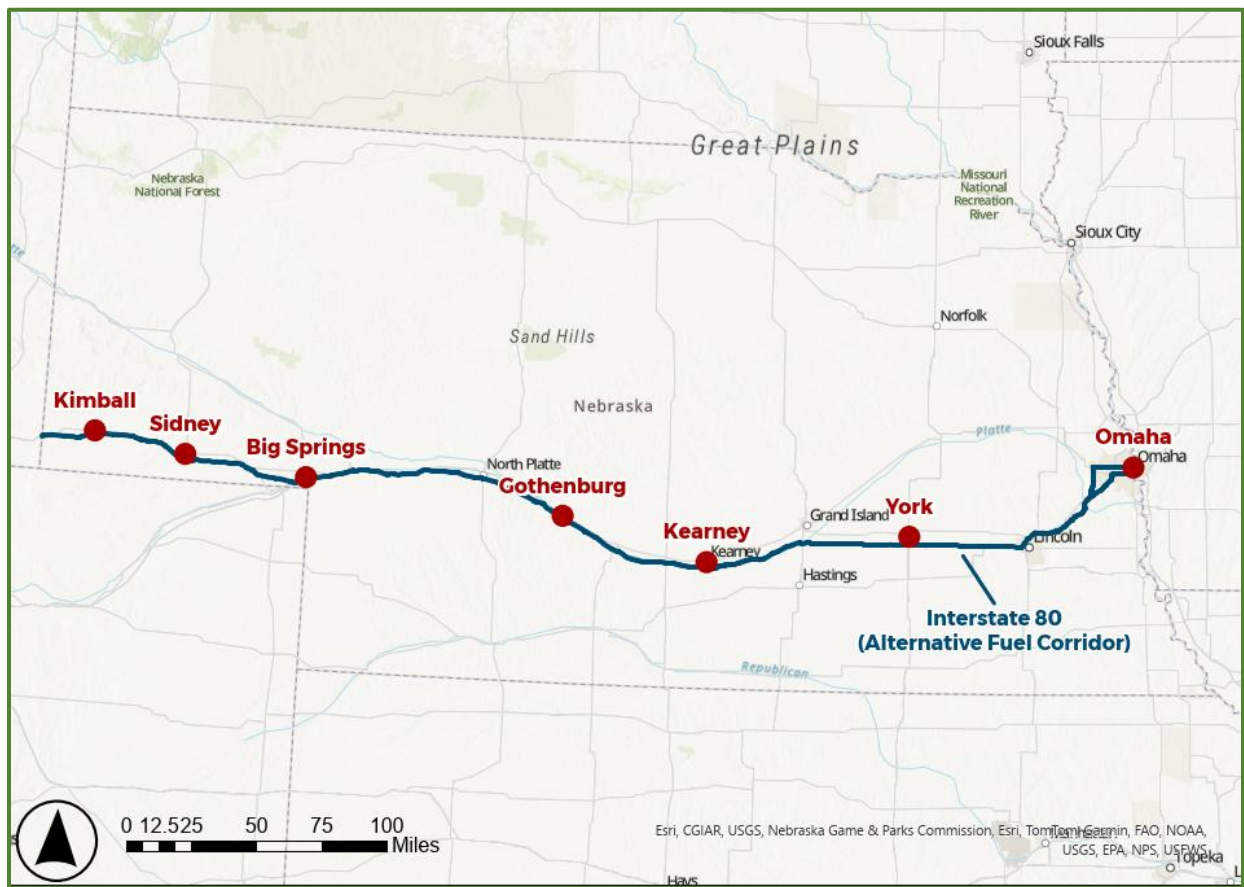 Sioux Falls
Great Plains
Nebraska
National Forest
Missouri
National
Recreation
River
Sioux City
Norfolk
Sand Hills
Nebraska
Kimball
Sidney
Big Springs
North Platte
Gothenburg
Platte
Omaha
Omaha
Kearney
Kearney
Grand Island
York
Lincoln
Hastings
Interstate 80
(Alternative Fuel Corridor)
Republican
0 12.525 50 75 100
Miles
Esri, CGIAR, USGS, Nebraska Game & Parks Commission, Esri, TomTom, Garmin, FAO, NOAA,
USGS, EPA, NPS, USFWS
Topeka
Hays